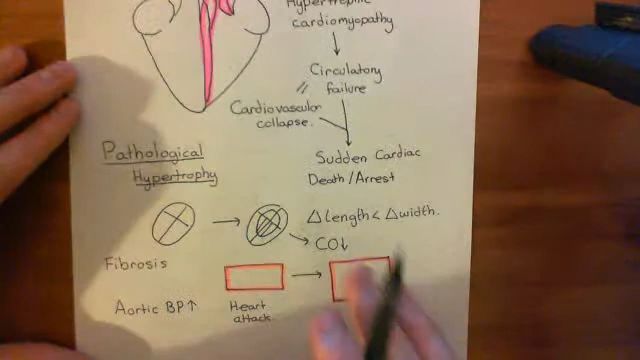 Hypertrophic
cardiomyopathy
Circulatory
failure
Cardiovascular
collapse.
Sudden Cardiac
Death/Arrest
Pathological
Hypertrophy
Δ Length < Δ width.
CO↓
Fibrosis
Aortic BP↑
Heart
attack